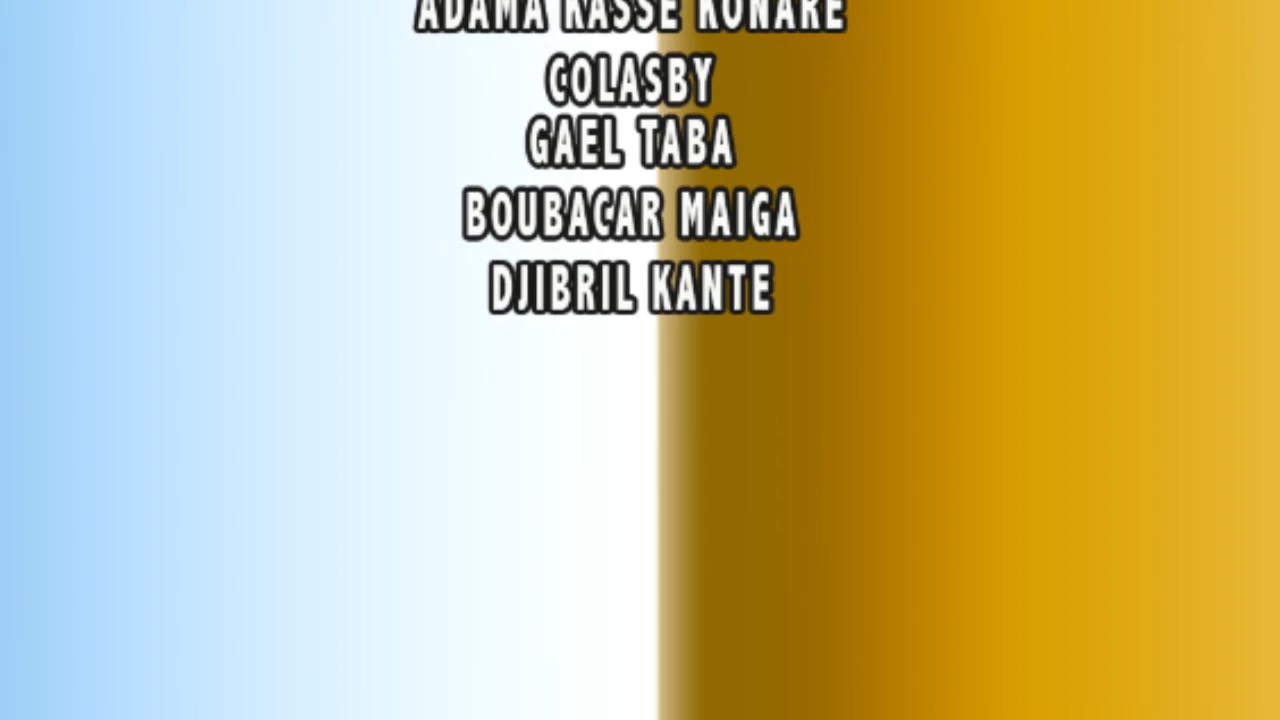 ADAMA KASSE KONARE
COLASBY
GAEL TABA
BOUBACAR MAIGA
DJIBRIL KANTE